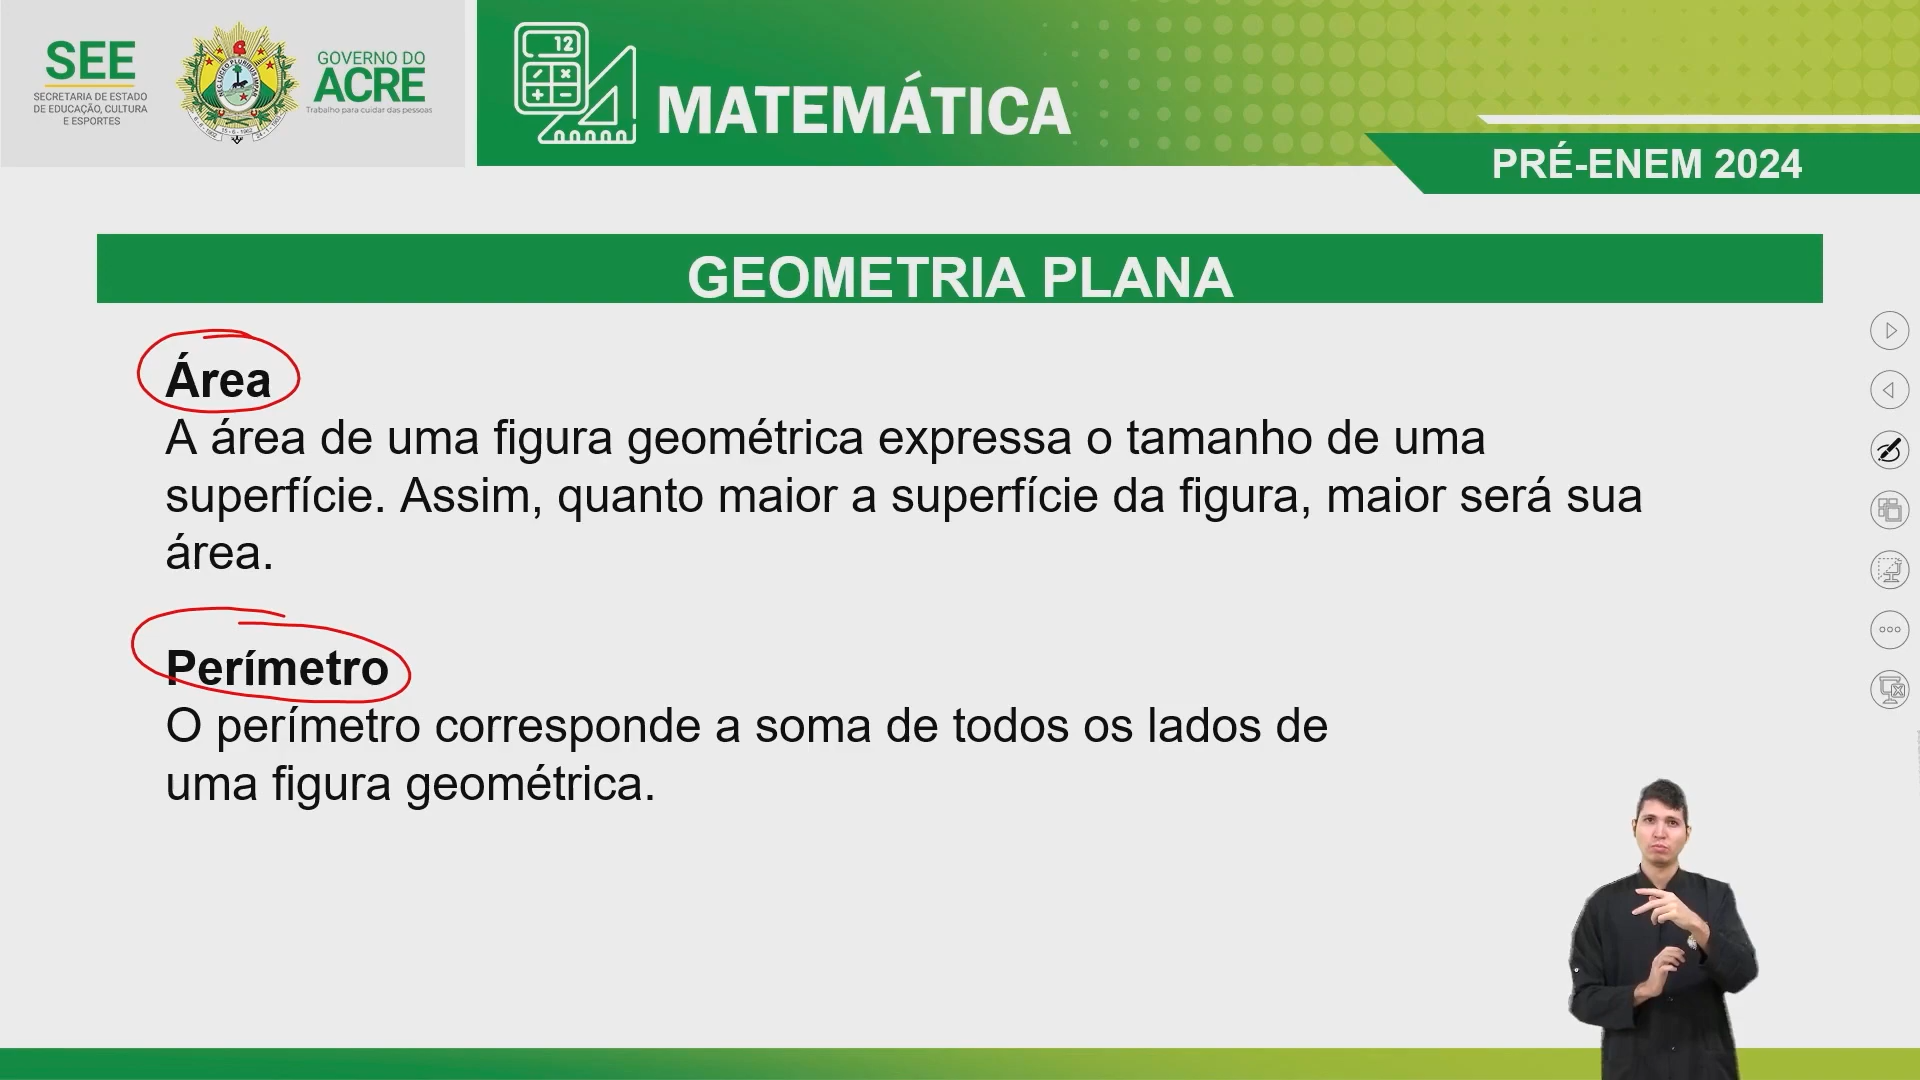 SEE
SECRETARIA DE ESTADO
DE EDUCAÇÃO, CULTURA
E ESPORTES
GOVERNO DO
ACRE
Trabalho para cuidar das pessoas
12
MATEMÁTICA
PRÉ-ENEM 2024
GEOMETRIA PLANA
Área
A área de uma figura geométrica expressa o tamanho de uma
superfície. Assim, quanto maior a superfície da figura, maior será sua
área.
Perímetro
O perímetro corresponde a soma de todos os lados de
uma figura geométrica.